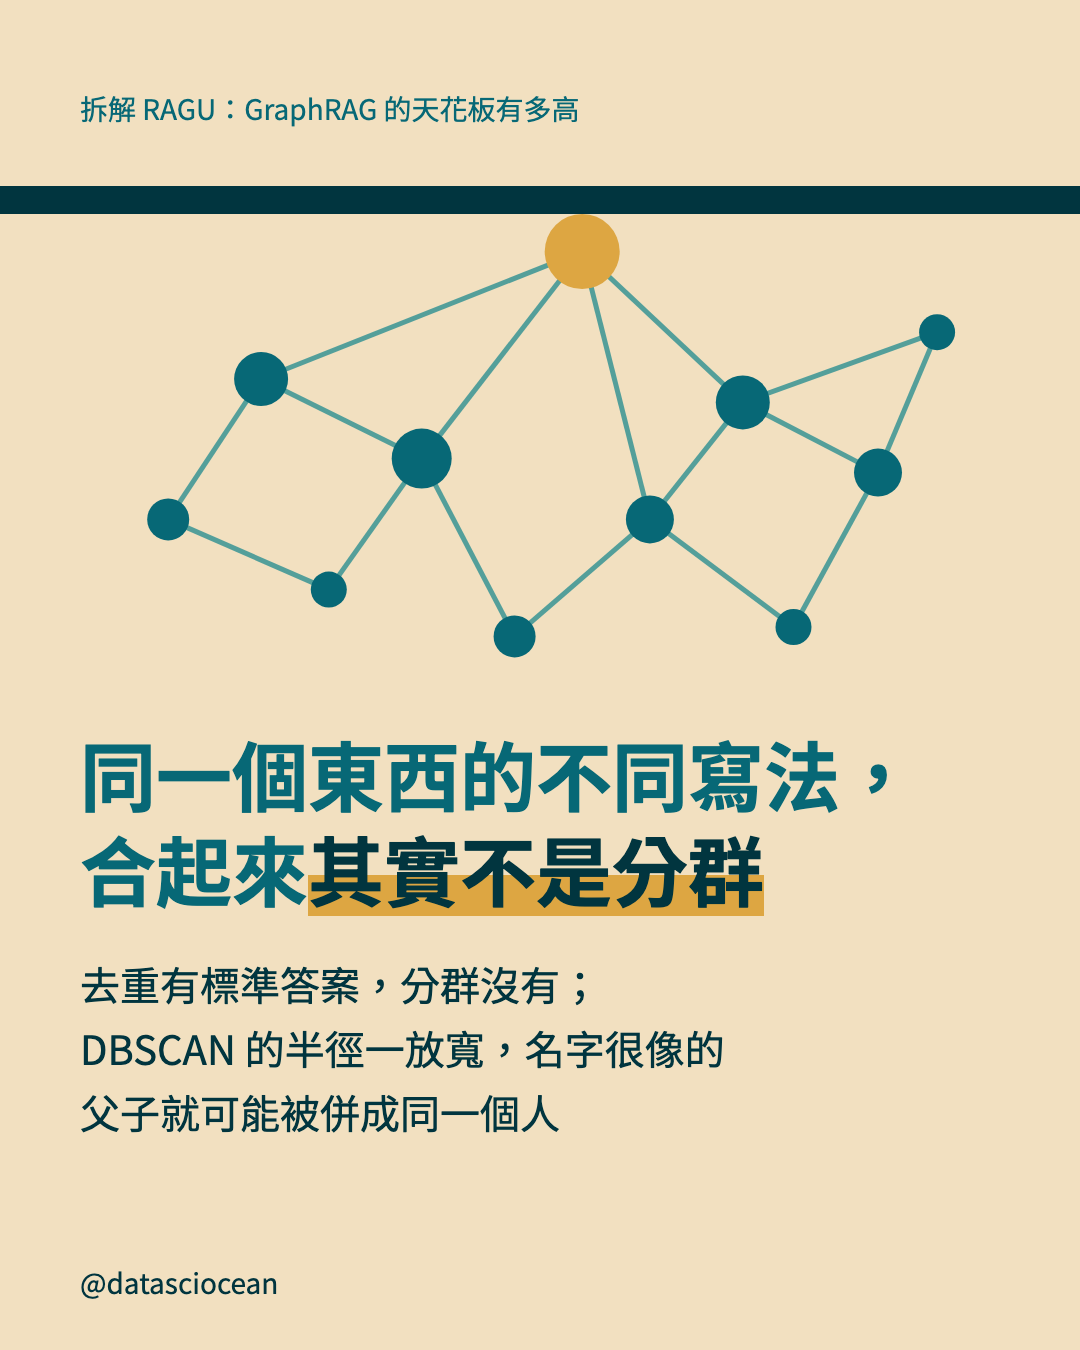 拆解 RAGU：GraphRAG 的天花板有多高
同一個東西的不同寫法，
合起來其實不是分群
去重有標準答案，分群沒有；
DBSCAN 的半徑一放寬，名字很像的
父子就可能被併成同一個人
@datasciocean